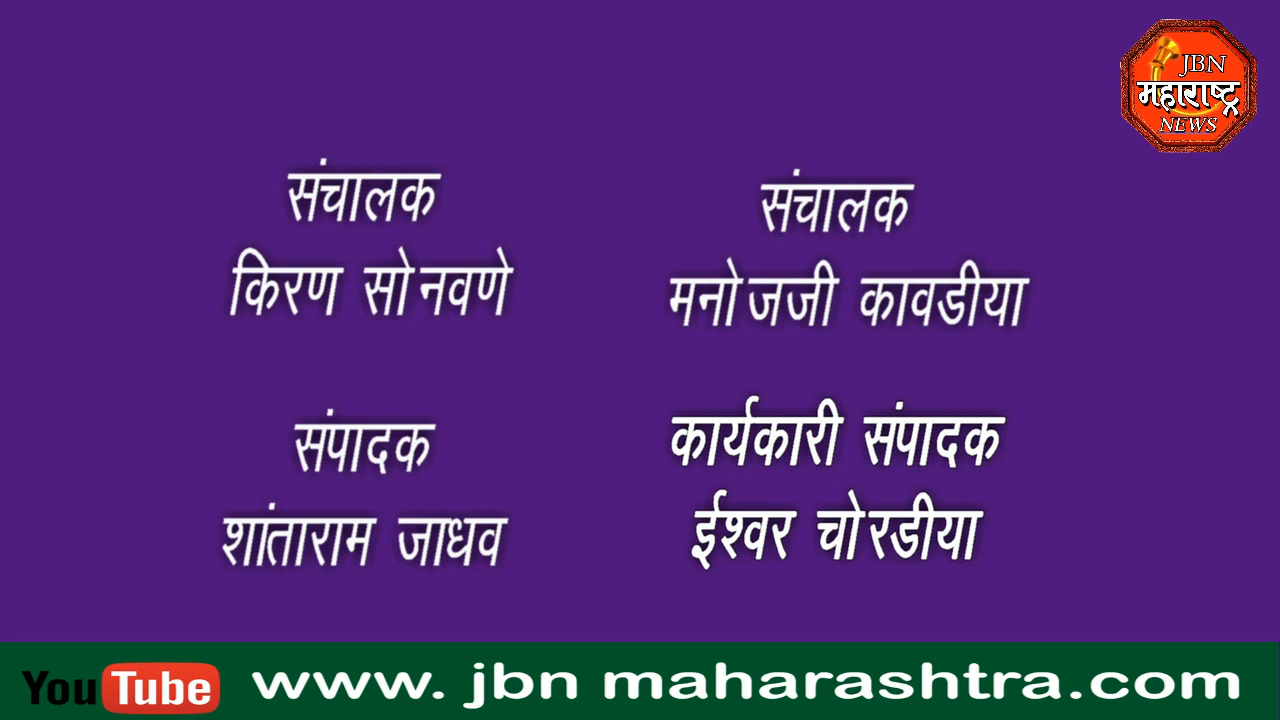 JBN
महाराष्ट्र
NEWS
संचालक
किरण सोनवणे
संचालक
मनोजजी कावडीया
संपादक
शांताराम जाधव
कार्यकारी संपादक
ईश्वर चोरडीया
YouTube www. jbn maharashtra.com